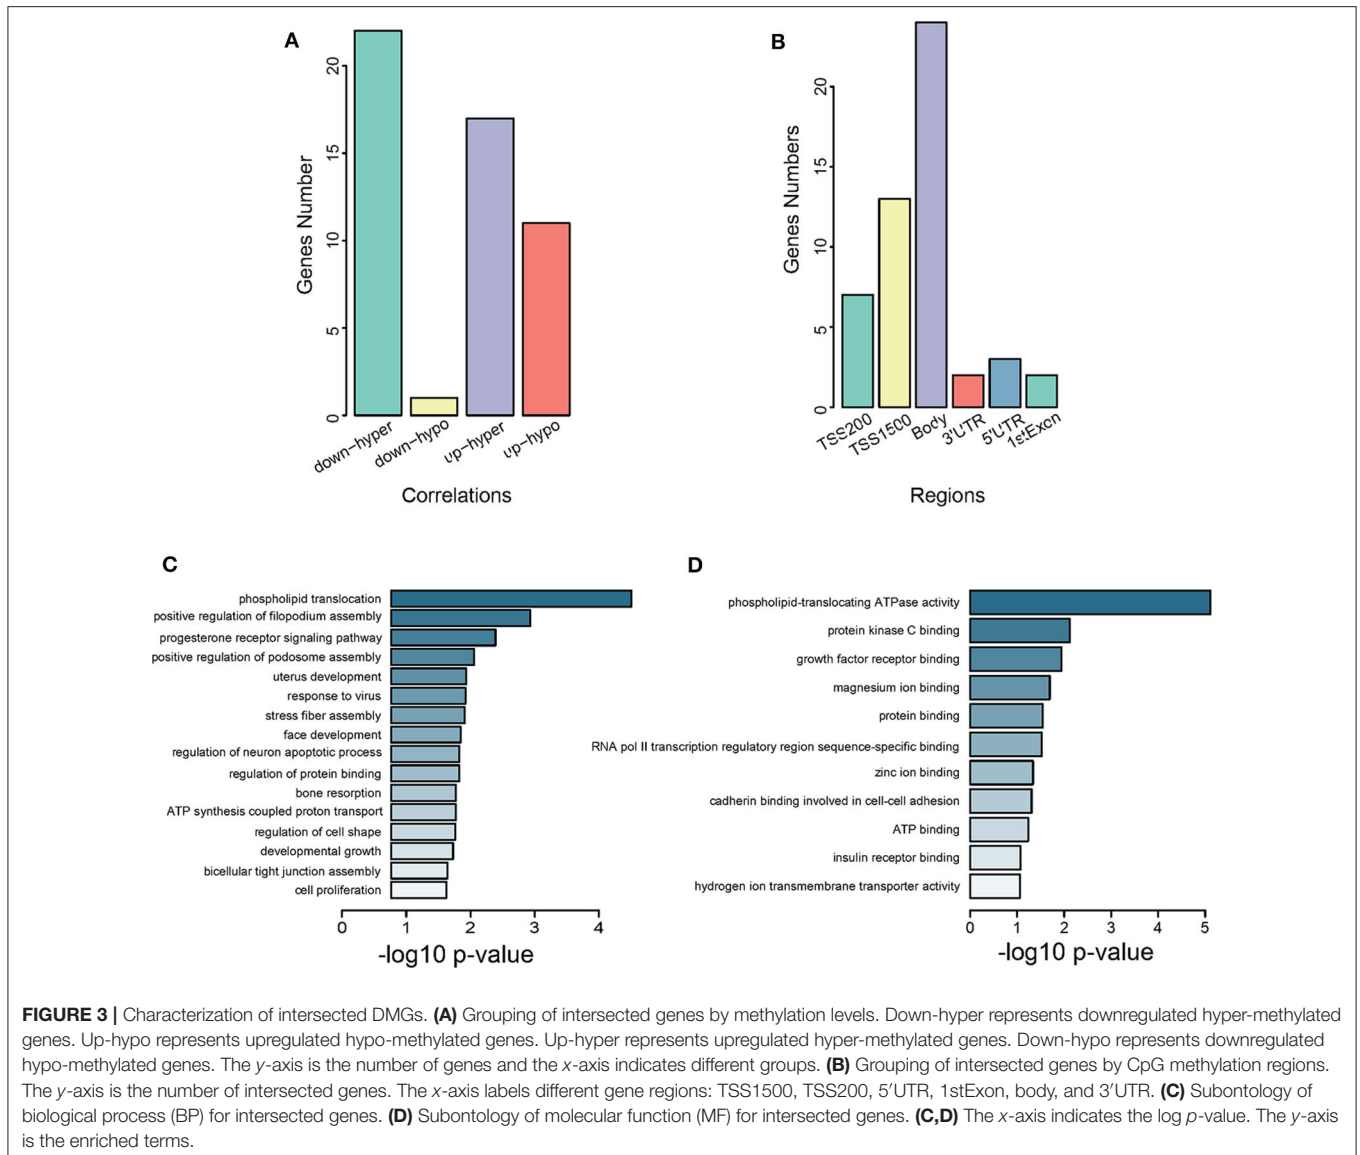 A
Genes Number
0
5
10
15
20
down-hyper
down-hypo
up-hyper
up-hypo
Correlations
B
Genes Numbers
0
5
10
15
20
TSS200
TSS1500
Body
3'UTR
5'UTR
1stExon
Regions
C
phospholipid translocation
positive regulation of filopodium assembly
progesterone receptor signaling pathway
positive regulation of podosome assembly
uterus development
response to virus
stress fiber assembly
face development
regulation of neuron apoptotic process
regulation of protein binding
bone resorption
ATP synthesis coupled proton transport
regulation of cell shape
developmental growth
bicellular tight junction assembly
cell proliferation
0 1 2 3 4
-log10 p-value
D
phospholipid-translocating ATPase activity
protein kinase C binding
growth factor receptor binding
magnesium ion binding
protein binding
RNA pol II transcription regulatory region sequence-specific binding
zinc ion binding
cadherin binding involved in cell-cell adhesion
ATP binding
insulin receptor binding
hydrogen ion transmembrane transporter activity
0 1 2 3 4 5
-log10 p-value
FIGURE 3 | Characterization of intersected DMGs. (A) Grouping of intersected genes by methylation levels. Down-hyper represents downregulated hyper-methylated
genes. Up-hypo represents upregulated hypo-methylated genes. Up-hyper represents upregulated hyper-methylated genes. Down-hypo represents downregulated
hypo-methylated genes. The y-axis is the number of genes and the x-axis indicates different groups. (B) Grouping of intersected genes by CpG methylation regions.
The y-axis is the number of intersected genes. The x-axis labels different gene regions: TSS1500, TSS200, 5′UTR, 1stExon, body, and 3′UTR. (C) Subontology of
biological process (BP) for intersected genes. (D) Subontology of molecular function (MF) for intersected genes. (C,D) The x-axis indicates the log p-value. The y-axis
is the enriched terms.